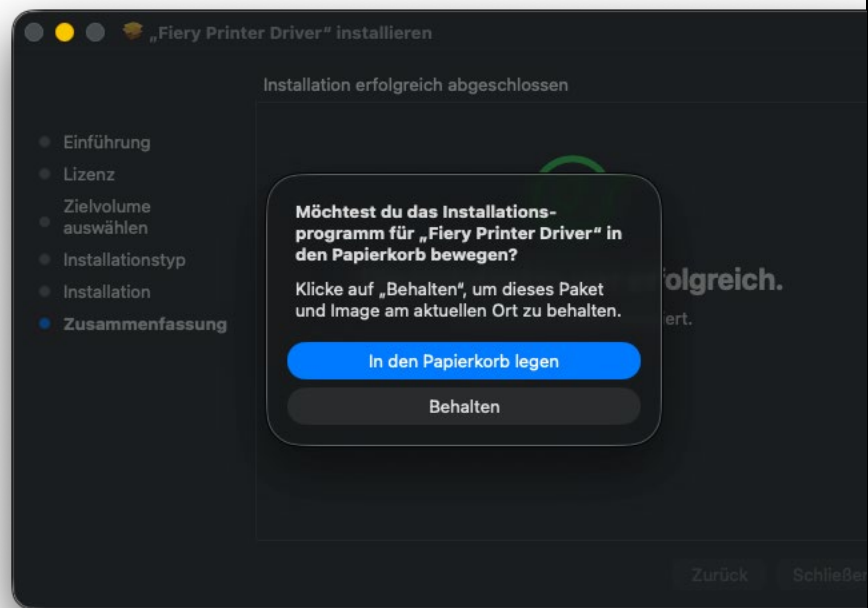 „Fiery Printer Driver“ installieren
Installation erfolgreich abgeschlossen
Einführung
Lizenz
Zielvolume
auswählen
Installationstyp
Installation
Zusammenfassung
Möchtest du das Installations-
programm für „Fiery Printer Driver“ in
den Papierkorb bewegen?
Klicke auf „Behalten“, um dieses Paket
und Image am aktuellen Ort zu behalten.
In den Papierkorb legen
Behalten
Zurück